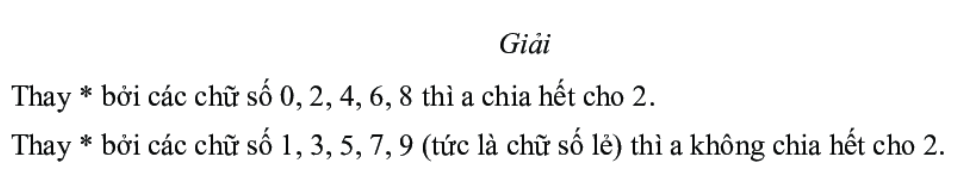 Giải
Thay * bởi các chữ số 0, 2, 4, 6, 8 thì a chia hết cho 2.
Thay * bởi các chữ số 1, 3, 5, 7, 9 (tức là chữ số lẻ) thì a không chia hết cho 2.